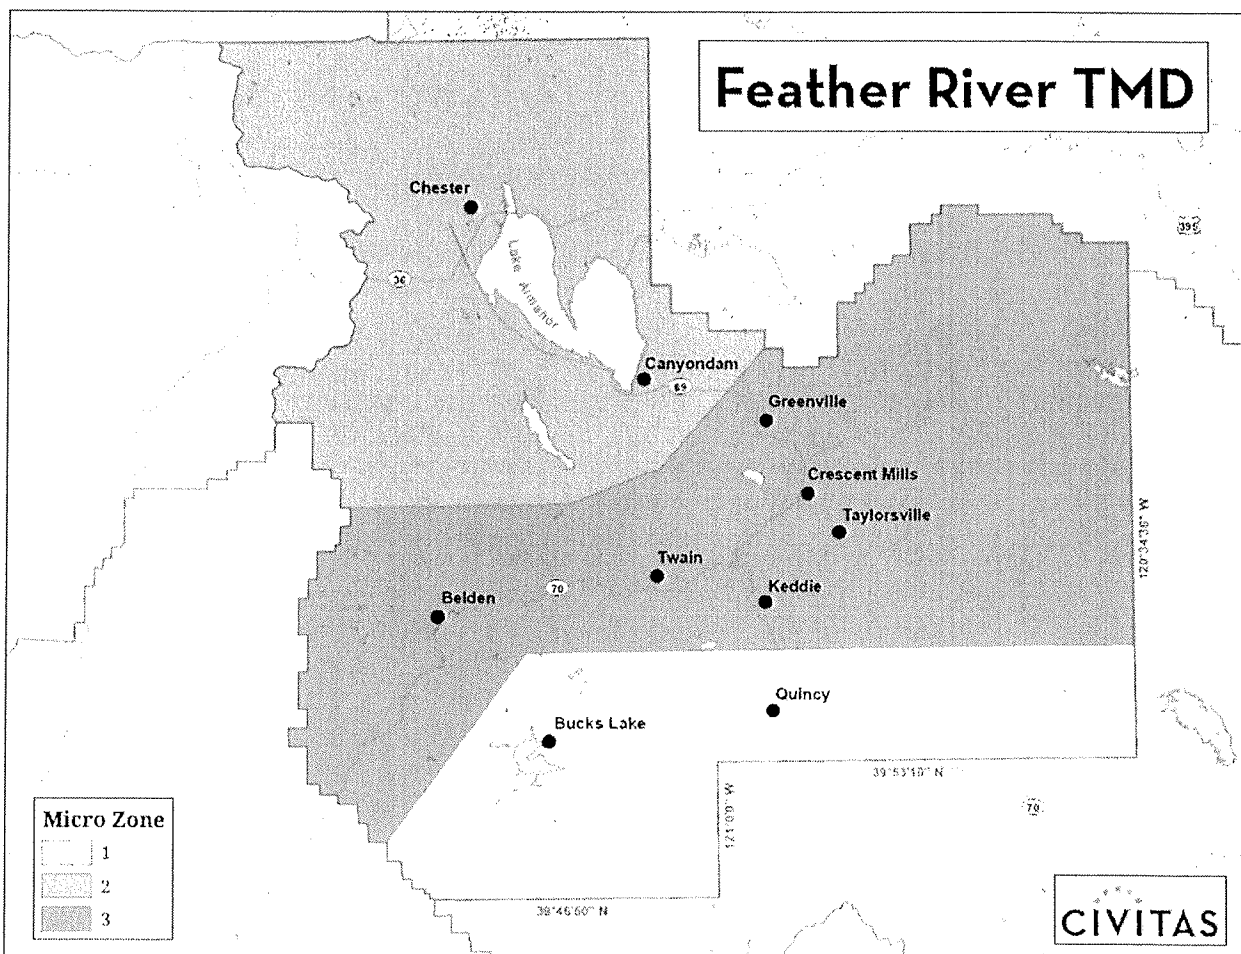 Feather River TMD
Chester
395
Lake Almanor
36
Canyondam
89
Greenville
Crescent Mills
Taylorsville
120°34'36" W
Twain
Keddie
70
Belden
Quincy
Bucks Lake
39°53'10" N
121°0'0" W
70
Micro Zone
1
2
3
39°46'50" N
CIVITAS